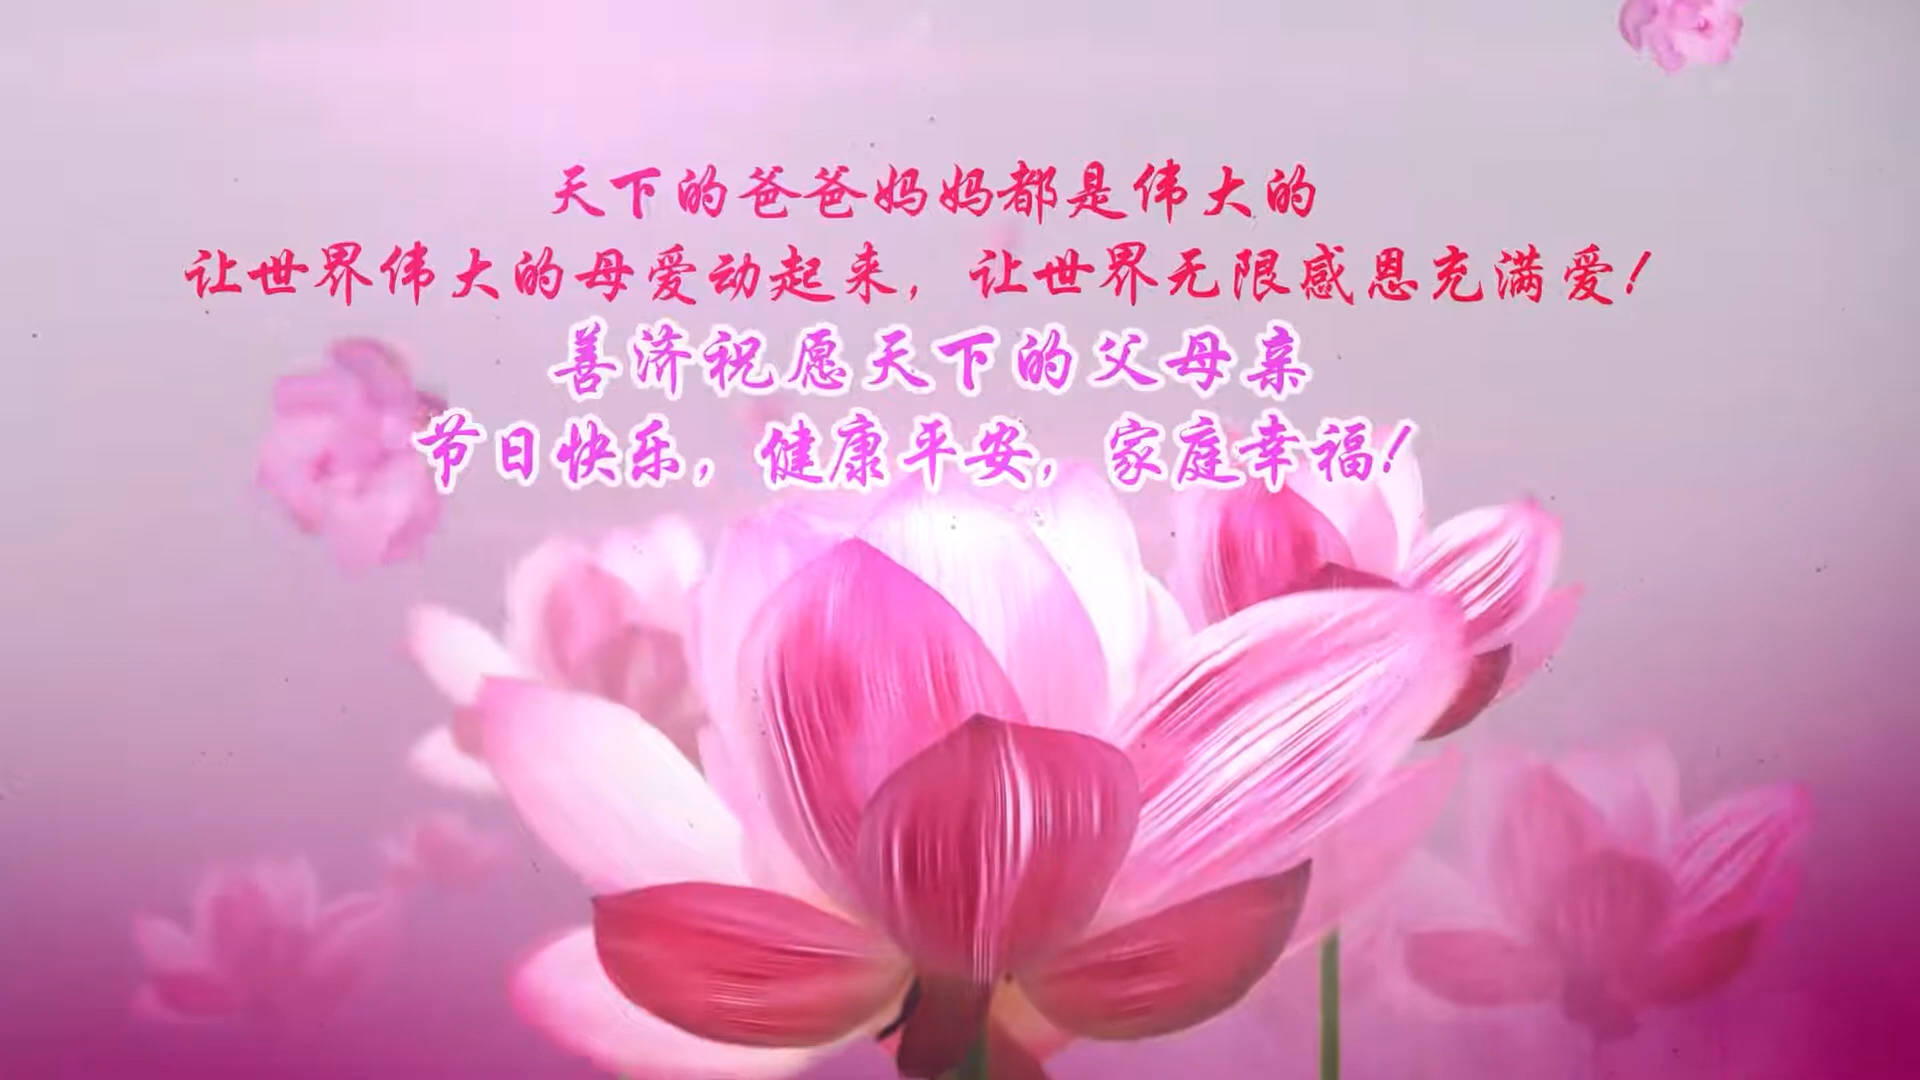 天下的爸爸妈妈都是伟大的
让世界伟大的母爱动起来，让世界无限感恩充满爱！
善济祝愿天下的父母亲
节日快乐，健康平安，家庭幸福！